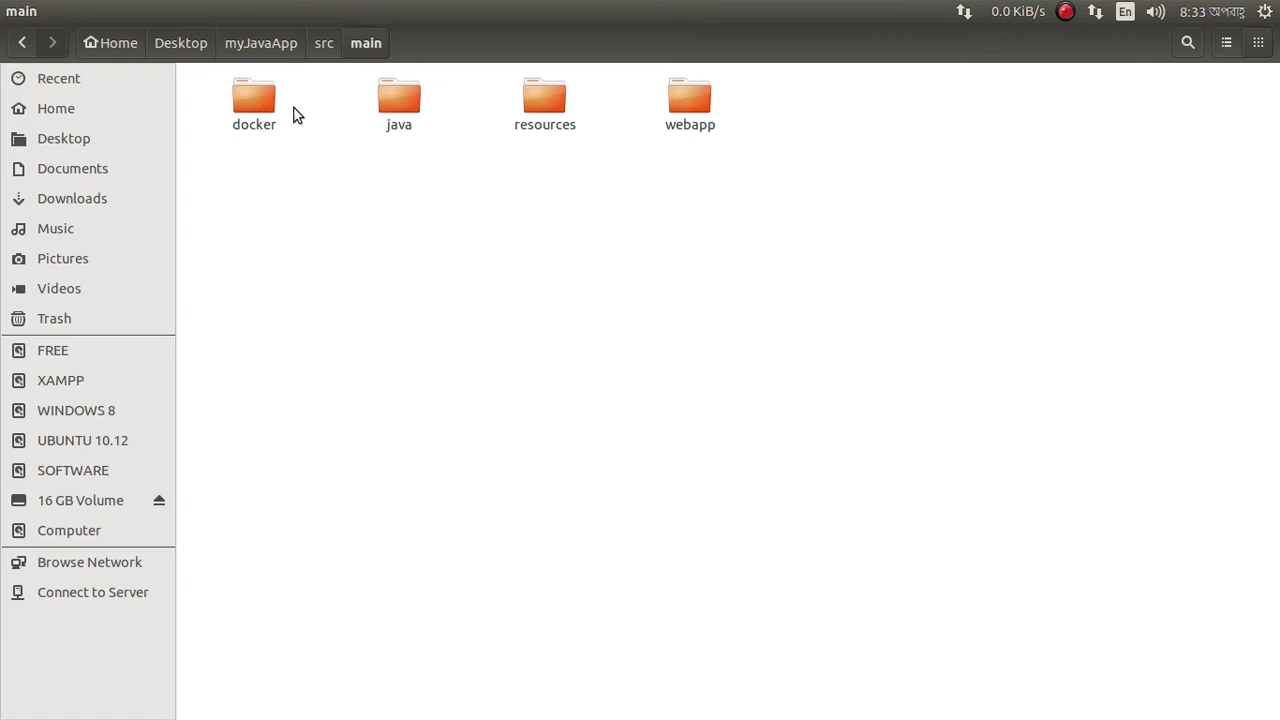 main
0.0 KiB/s En 8:33 অপরাহ্ণ
Home Desktop myJavaApp src main
Recent
Home
Desktop
Documents
Downloads
Music
Pictures
Videos
Trash
FREE
XAMPP
WINDOWS 8
UBUNTU 10.12
SOFTWARE
16 GB Volume
Computer
Browse Network
Connect to Server
docker java resources webapp